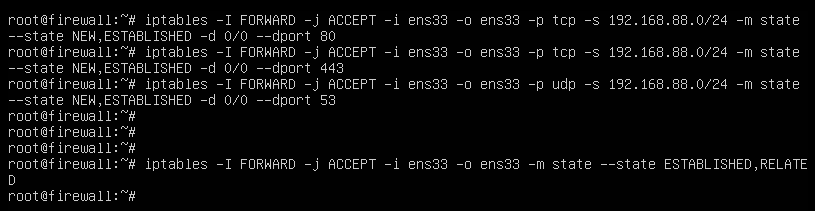 root@firewall:~# iptables -I FORWARD -j ACCEPT -i ens33 -o ens33 -p tcp -s 192.168.88.0/24 -m state
--state NEW,ESTABLISHED -d 0/0 --dport 80
root@firewall:~# iptables -I FORWARD -j ACCEPT -i ens33 -o ens33 -p tcp -s 192.168.88.0/24 -m state
--state NEW,ESTABLISHED -d 0/0 --dport 443
root@firewall:~# iptables -I FORWARD -j ACCEPT -i ens33 -o ens33 -p udp -s 192.168.88.0/24 -m state
--state NEW,ESTABLISHED -d 0/0 --dport 53
root@firewall:~#
root@firewall:~#
root@firewall:~#
root@firewall:~# iptables -I FORWARD -j ACCEPT -i ens33 -o ens33 -m state --state ESTABLISHED,RELATE
D
root@firewall:~#